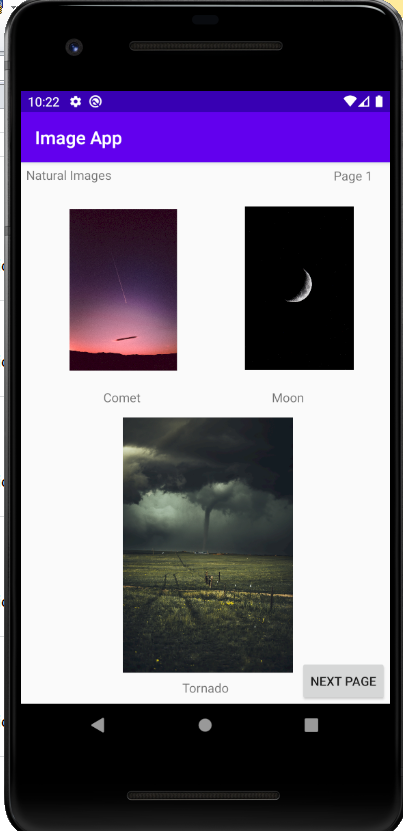 10:22
Image App
Natural Images Page 1
Comet Moon
Tornado
NEXT PAGE